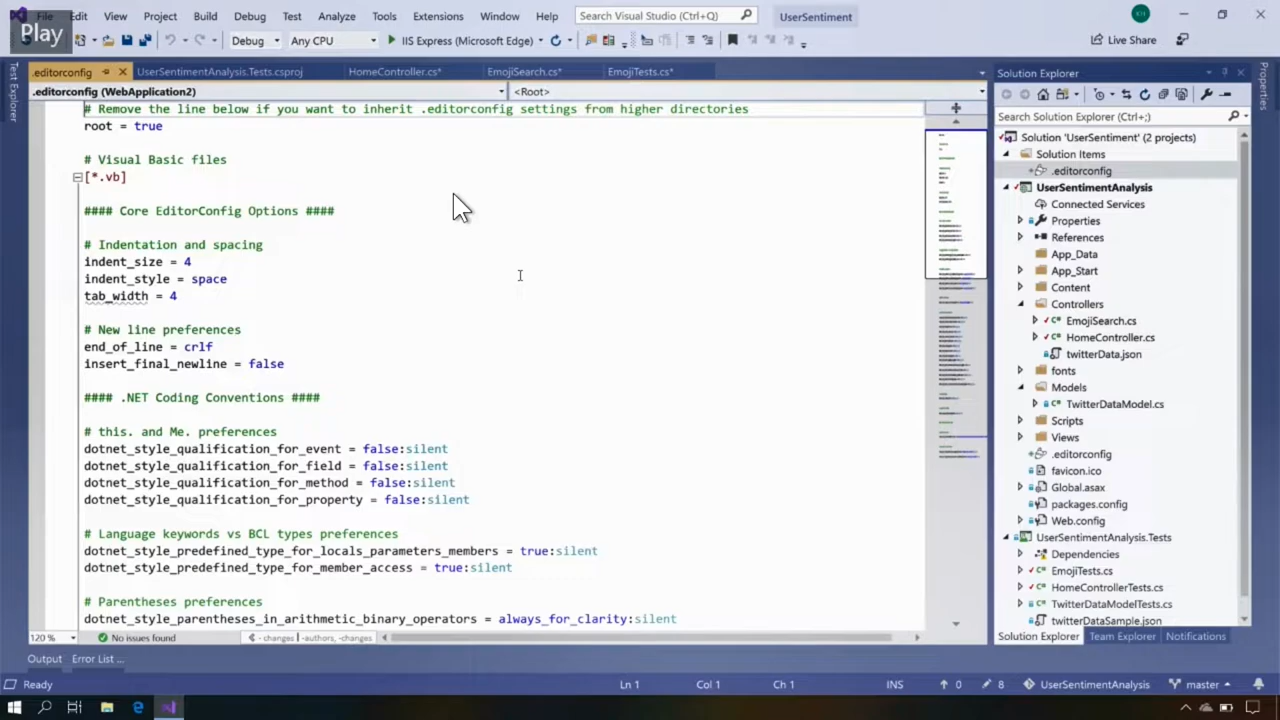 File Edit View Project Build Debug Test Analyze Tools Extensions Window Help Search Visual Studio (Ctrl+Q) UserSentiment
Play
Debug Any CPU IIS Express (Microsoft Edge) Live Share
Test Explorer
.editorconfig UserSentimentAnalysis.Tests.csproj HomeController.cs* EmojiSearch.cs* EmojiTests.cs*
.editorconfig (WebApplication2) <Root>
# Remove the line below if you want to inherit .editorconfig settings from higher directories
root = true
# Visual Basic files
[*.vb]
#### Core EditorConfig Options ####
# Indentation and spacing
indent_size = 4
indent_style = space
tab_width = 4
# New line preferences
end_of_line = crlf
insert_final_newline = false
#### .NET Coding Conventions ####
# this. and Me. preferences
dotnet_style_qualification_for_event = false:silent
dotnet_style_qualification_for_field = false:silent
dotnet_style_qualification_for_method = false:silent
dotnet_style_qualification_for_property = false:silent
# Language keywords vs BCL types preferences
dotnet_style_predefined_type_for_locals_parameters_members = true:silent
dotnet_style_predefined_type_for_member_access = true:silent
# Parentheses preferences
dotnet_style_parentheses_in_arithmetic_binary_operators = always_for_clarity:silent
120 % No issues found - changes | -authors, -changes
Solution Explorer
Search Solution Explorer (Ctrl+;)
Solution 'UserSentiment' (2 projects)
Solution Items
.editorconfig
UserSentimentAnalysis
Connected Services
Properties
References
App_Data
App_Start
Content
Controllers
EmojiSearch.cs
HomeController.cs
twitterData.json
fonts
Models
TwitterDataModel.cs
Scripts
Views
.editorconfig
favicon.ico
Global.asax
packages.config
Web.config
UserSentimentAnalysis.Tests
Dependencies
EmojiTests.cs
HomeControllerTests.cs
TwitterDataModelTests.cs
twitterDataSample.json
Solution Explorer Team Explorer Notifications
Properties
Output Error List ...
Ready Ln 1 Col 1 Ch 1 INS 0 8 UserSentimentAnalysis master